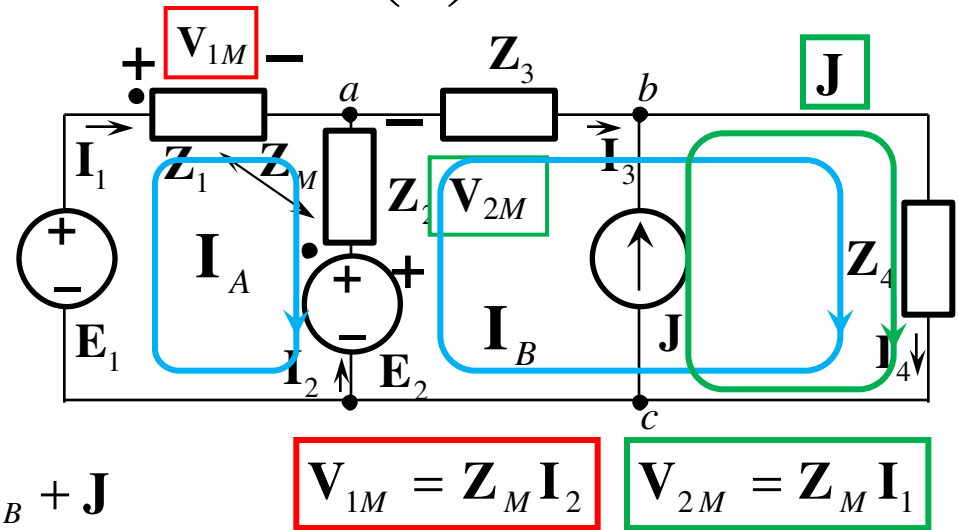 V1M
+ −
Z3
J
a
b
−
I1
Z1
ZM
Z2
V2M
I3
+
−
IA
+
−
+
IB
Z4
J
E1
I2
E2
I4
c
B + J
V1M = ZM I2
V2M = ZM I1